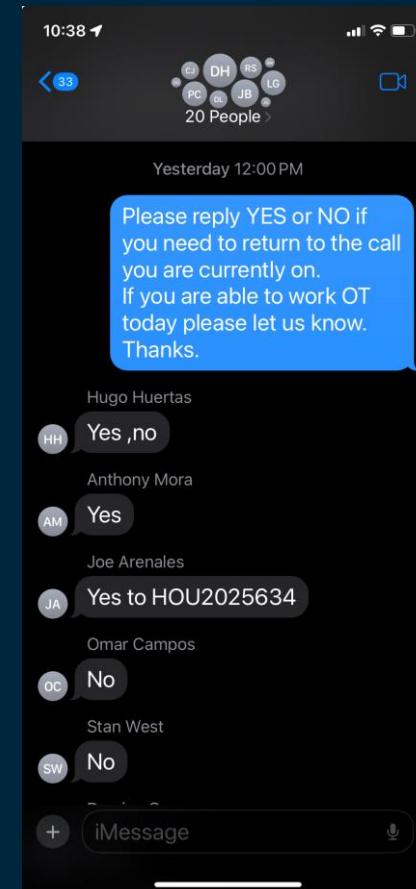 10:38
33
CJ DH RS
PC DL JB LG
20 People
Yesterday 12:00 PM
Please reply YES or NO if
you need to return to the call
you are currently on.
If you are able to work OT
today please let us know.
Thanks.
Hugo Huertas
HH Yes ,no
Anthony Mora
AM Yes
Joe Arenales
JA Yes to HOU2025634
Omar Campos
OC No
Stan West
SW No
iMessage